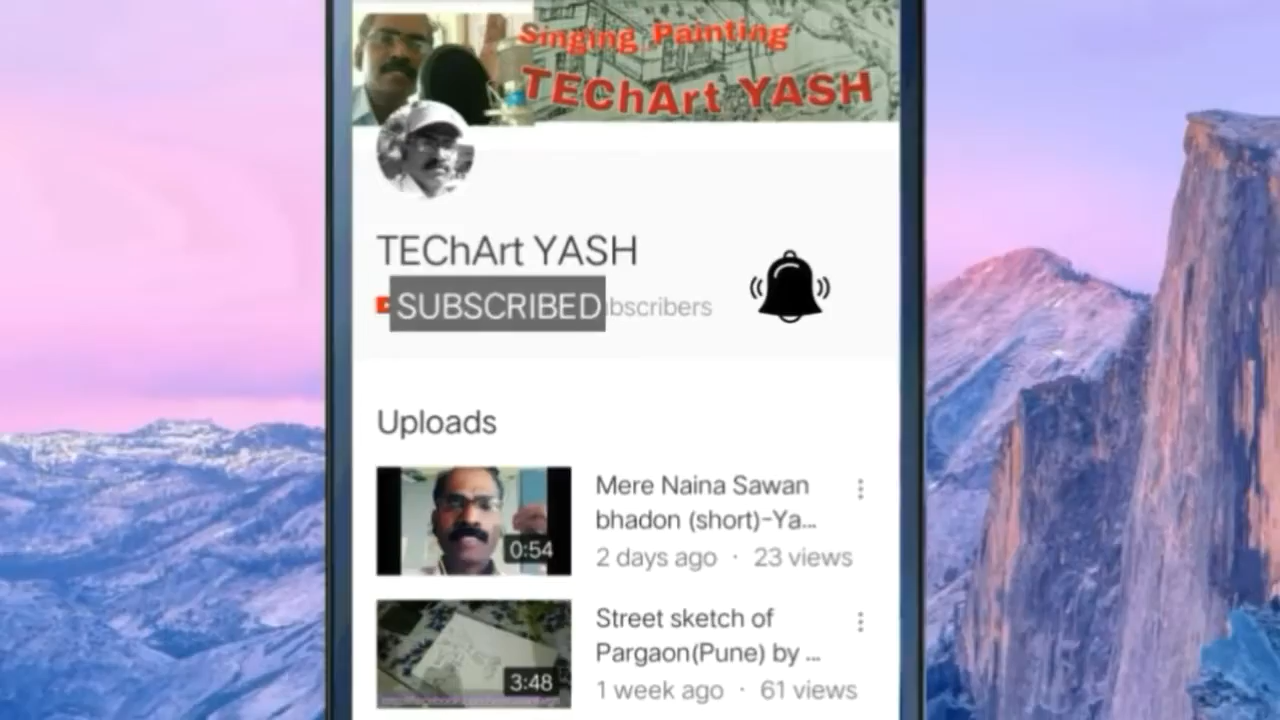 Singing Painting
TEChArt YASH
TEChArt YASH
SUBSCRIBED
bscribers
Uploads
Mere Naina Sawan
bhadon (short)-Ya...
2 days ago · 23 views
0:54
Street sketch of
Pargaon(Pune) by ...
1 week ago · 61 views
3:48